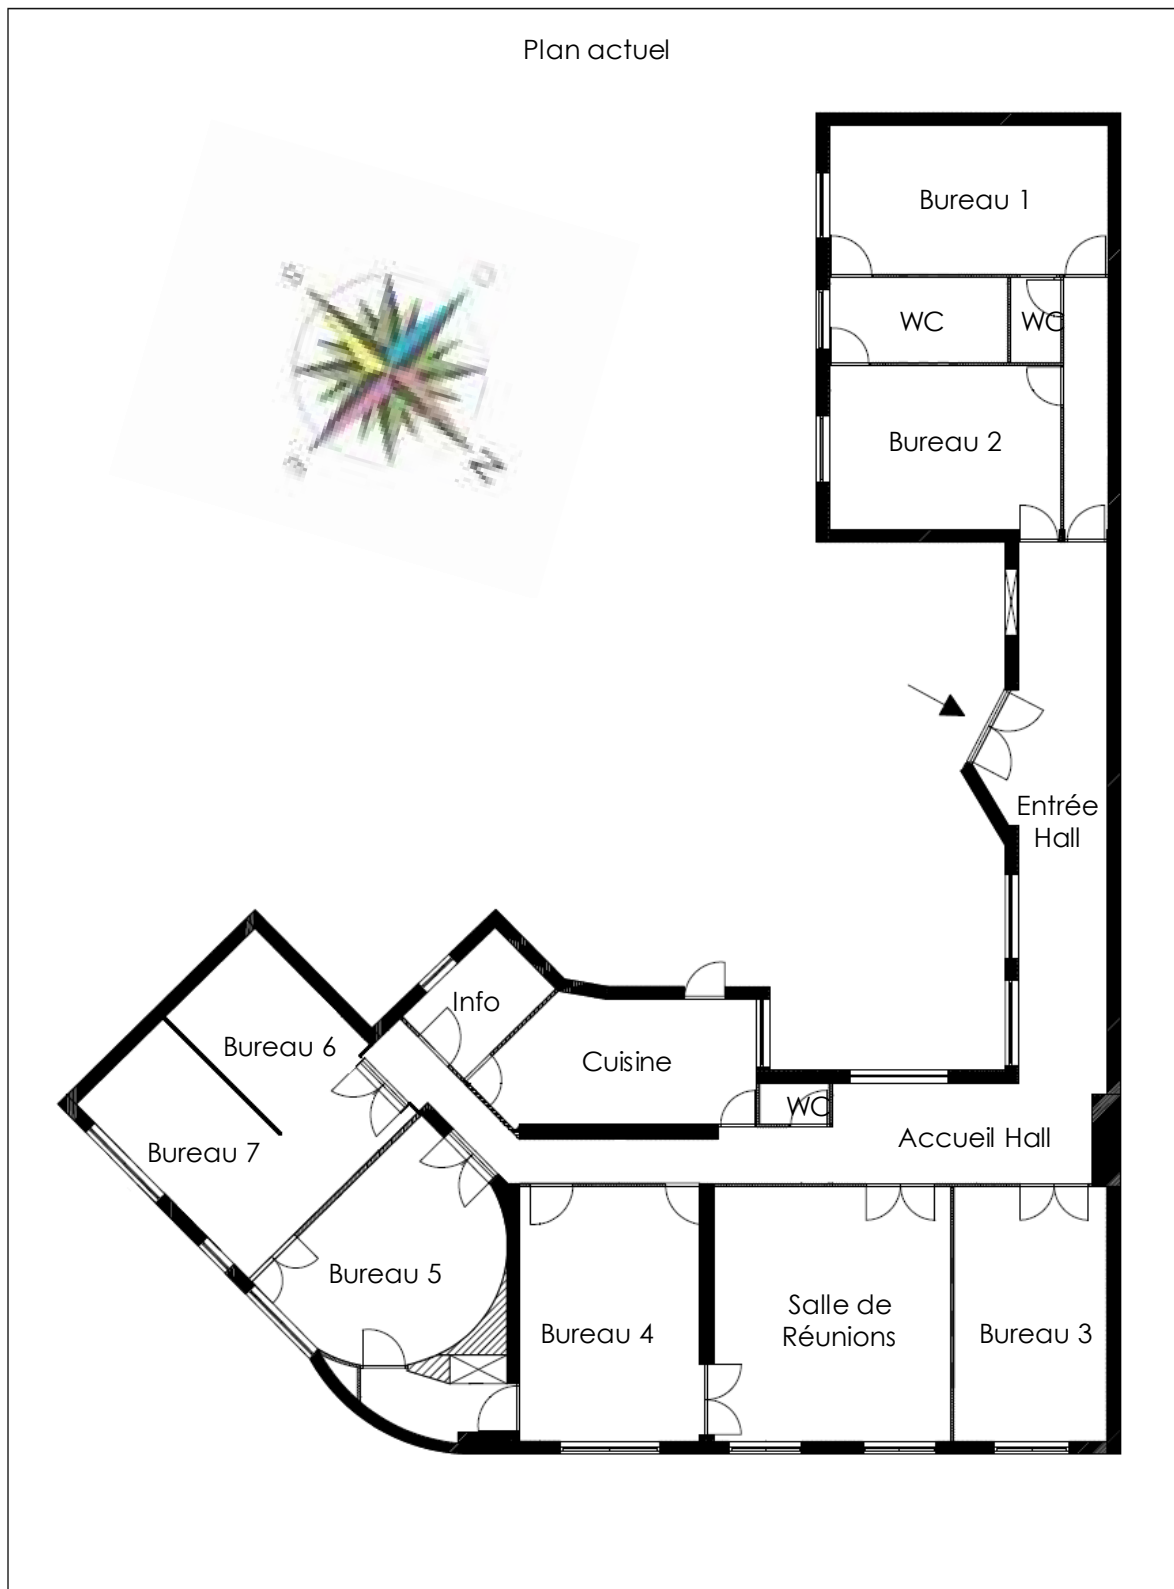 Plan actuel
Bureau 1
WC
WC
Bureau 2
Entrée
Hall
Info
Bureau 6
Cuisine
Bureau 7
WC
Accueil Hall
Bureau 5
Salle de
Réunions
Bureau 4
Bureau 3
N